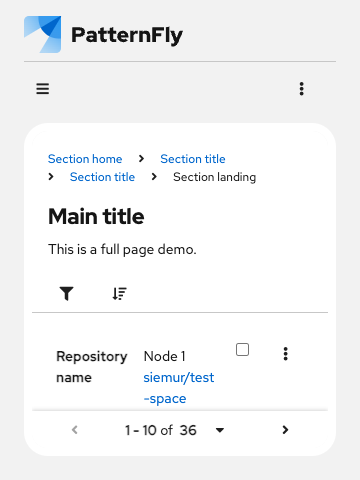 PatternFly
Section home > Section title
> Section title > Section landing
Main title
This is a full page demo.
Repository name
Node 1
siemur/test
-space
1 - 10 of 36